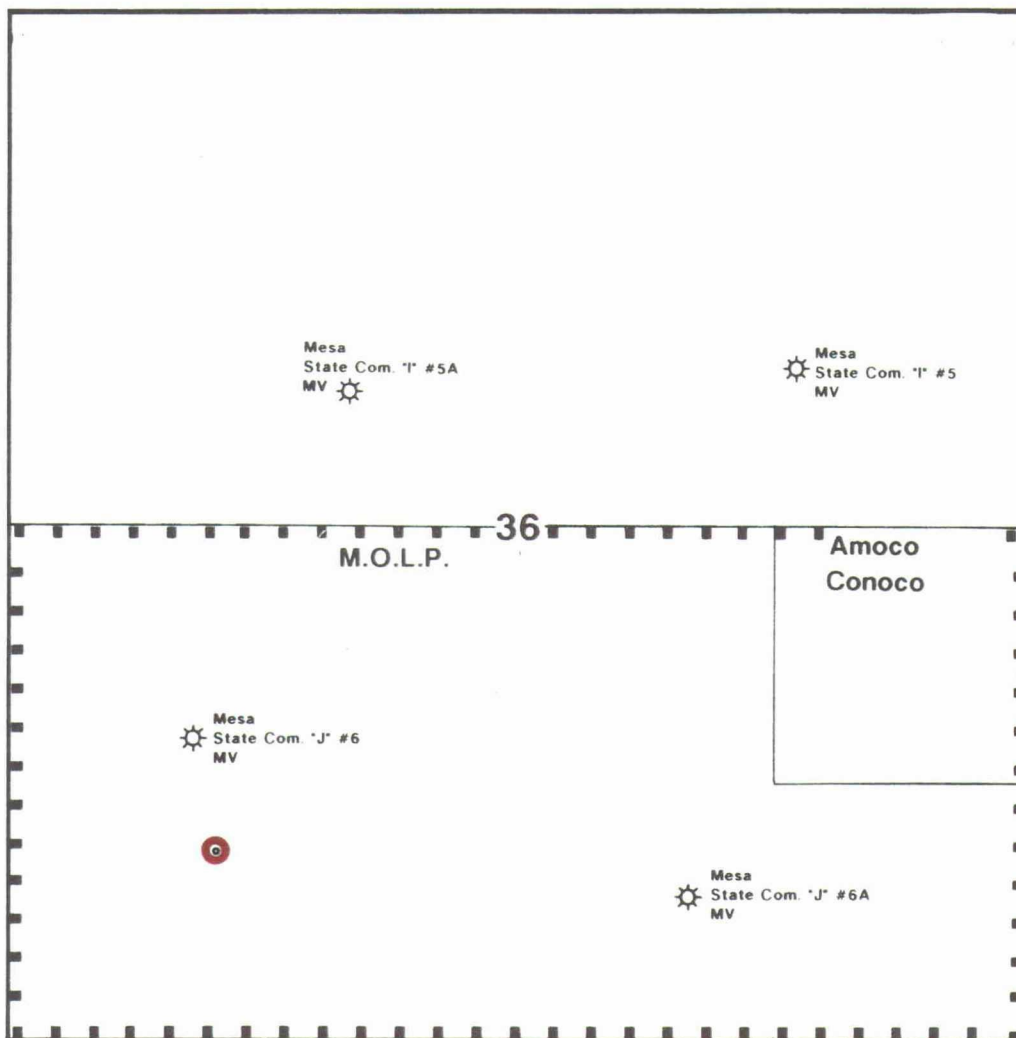 Mesa
State Com. "I" #5A
MV
Mesa
State Com. "I" #5
MV
36
M.O.L.P.
Amoco
Conoco
Mesa
State Com. "J" #6
MV
Mesa
State Com. "J" #6A
MV